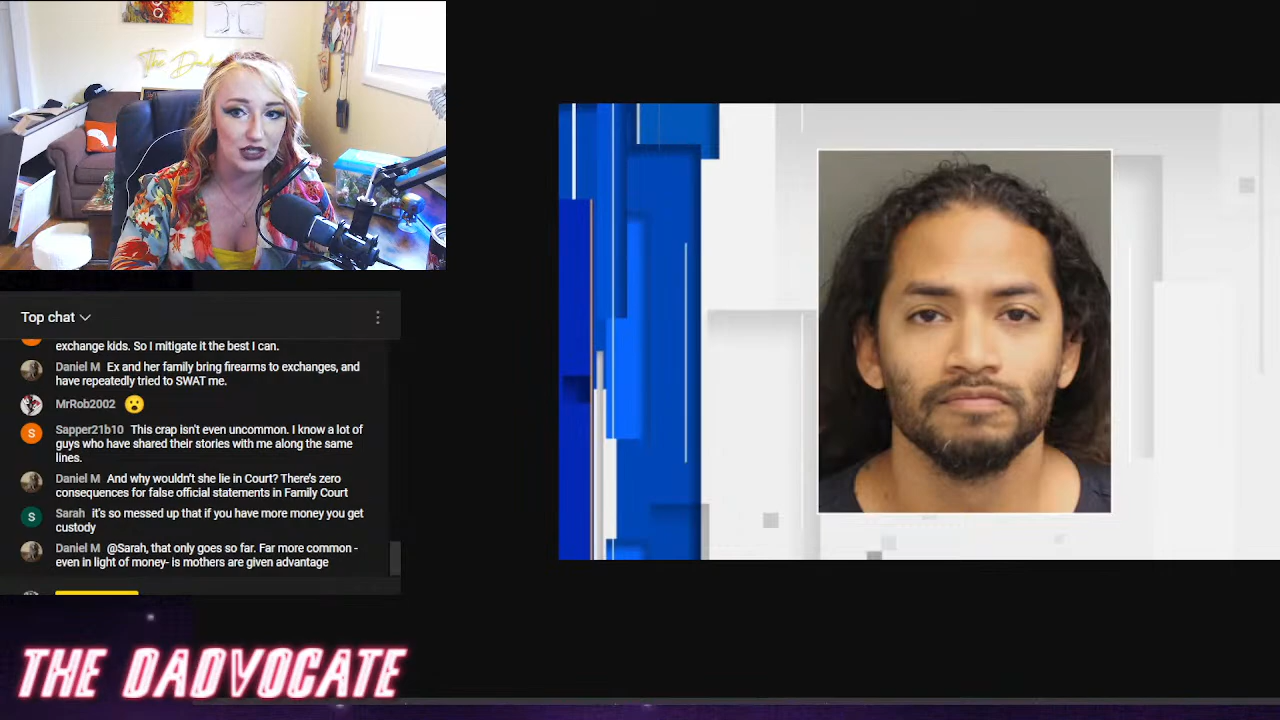 The Dadv
Top chat
exchange kids. So I mitigate it the best I can.
Daniel M Ex and her family bring firearms to exchanges, and
have repeatedly tried to SWAT me.
MrRob2002 😮
S Sapper21b10 This crap isn't even uncommon. I know a lot of
guys who have shared their stories with me along the same
lines.
Daniel M And why wouldn't she lie in Court? There's zero
consequences for false official statements in Family Court
S Sarah it's so messed up that if you have more money you get
custody
Daniel M @Sarah, that only goes so far. Far more common -
even in light of money- is mothers are given advantage
THE DADVOCATE